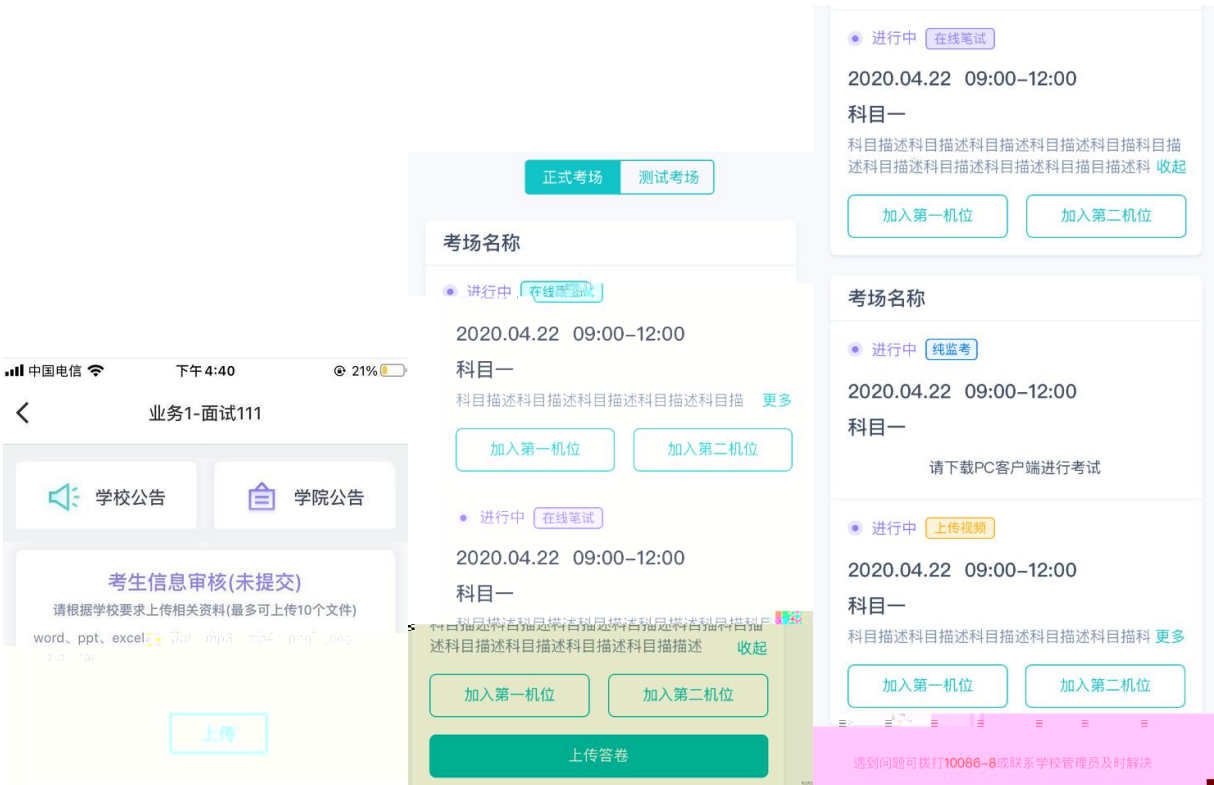 中国电信
下午4:40
21%
业务1-面试111
学校公告
学院公告
考生信息审核(未提交)
请根据学校要求上传相关资料(最多可上传10个文件)
word、ppt、excel、pdf、mp3、mp4、png、jpeg、
zip、rar
上传
正式考场
测试考场
考场名称
进行中
在线面试
2020.04.22 09:00–12:00
科目一
科目描述科目描述科目描述科目描述科目描
更多
加入第一机位
加入第二机位
进行中
在线笔试
2020.04.22 09:00–12:00
科目一
述科目描述科目描述科目描述科目描描述
收起
加入第一机位
加入第二机位
上传答卷
进行中
在线笔试
2020.04.22 09:00–12:00
科目一
科目描述科目描述科目描述科目描述科目描科目描
述科目描述科目描述科目描述科目描目描述科 收起
加入第一机位
加入第二机位
考场名称
进行中
纯监考
2020.04.22 09:00–12:00
科目一
请下载PC客户端进行考试
进行中
上传视频
2020.04.22 09:00–12:00
科目一
科目描述科目描述科目描述科目描述科目描科 更多
加入第一机位
加入第二机位
遇到问题可拨打10086-8或联系学校管理员及时解决